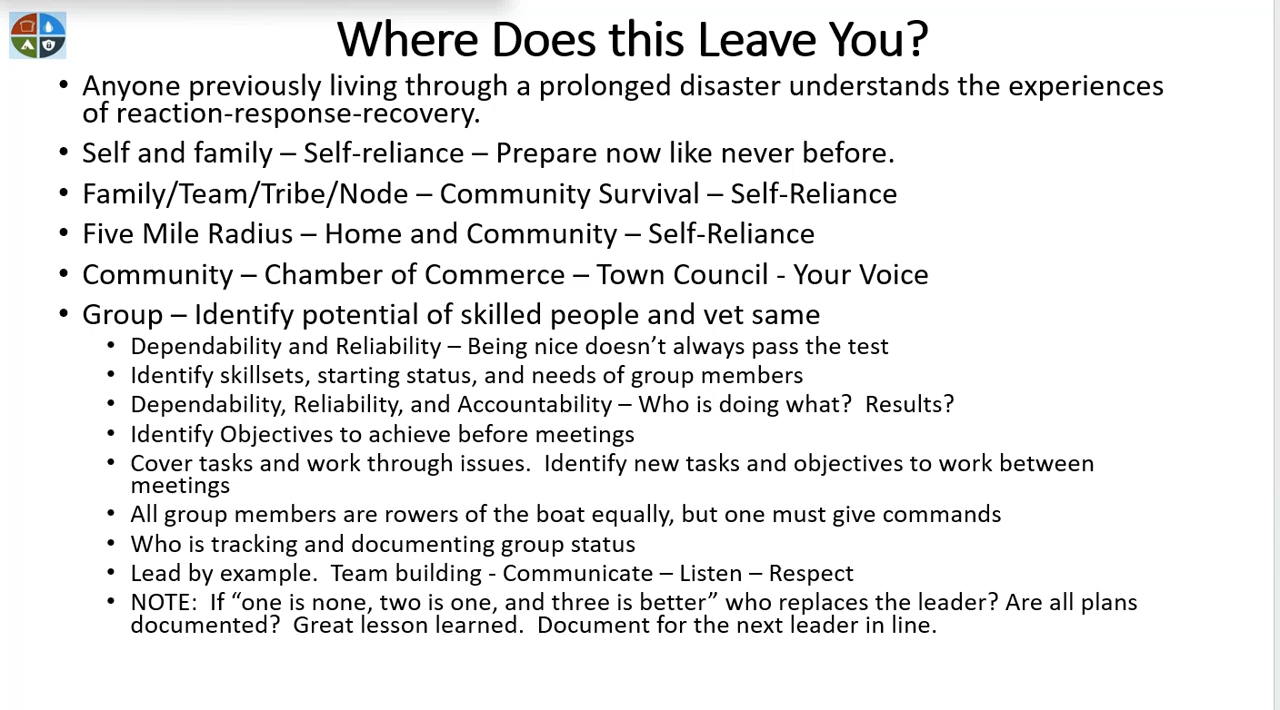 Where Does this Leave You?
• Anyone previously living through a prolonged disaster understands the experiences
of reaction-response-recovery.
• Self and family – Self-reliance – Prepare now like never before.
• Family/Team/Tribe/Node – Community Survival – Self-Reliance
• Five Mile Radius – Home and Community – Self-Reliance
• Community – Chamber of Commerce – Town Council - Your Voice
• Group – Identify potential of skilled people and vet same
• Dependability and Reliability – Being nice doesn’t always pass the test
• Identify skillsets, starting status, and needs of group members
• Dependability, Reliability, and Accountability – Who is doing what?  Results?
• Identify Objectives to achieve before meetings
• Cover tasks and work through issues.  Identify new tasks and objectives to work between
meetings
• All group members are rowers of the boat equally, but one must give commands
• Who is tracking and documenting group status
• Lead by example.  Team building - Communicate – Listen – Respect
• NOTE:  If “one is none, two is one, and three is better” who replaces the leader? Are all plans
documented?  Great lesson learned.  Document for the next leader in line.